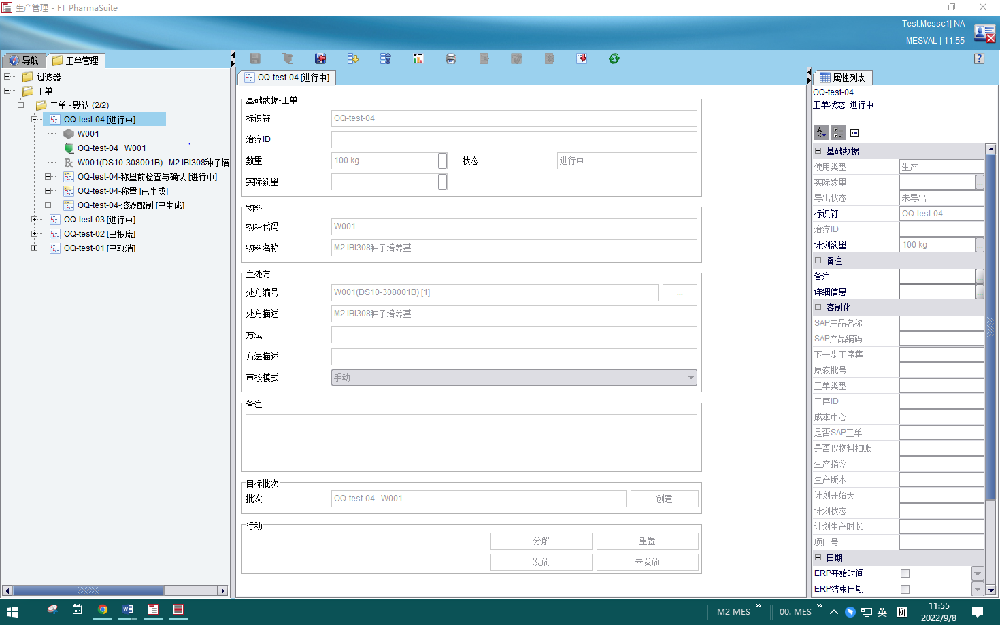 生产管理 - FT PharmaSuite
---Test.Messc1| NA
MESVAL | 11:55
导航
工单管理
过滤器
工单
工单 - 默认 (2/2)
OQ-test-04 [进行中]
W001
OQ-test-04 W001
W001(DS10-308001B) M2 IBI308种子培
OQ-test-04-称量前检查与确认 [进行中]
OQ-test-04-称量 [已生成]
OQ-test-04-溶液配制 [已生成]
OQ-test-03 [进行中]
OQ-test-02 [已报废]
OQ-test-01 [已取消]
OQ-test-04 [进行中]
基础数据-工单
标识符 OQ-test-04
治疗ID
数量 100 kg ... 状态 进行中
实际数量 ...
物料
物料代码 W001
物料名称 M2 IBI308种子培养基
主处方
处方编号 W001(DS10-308001B) [1] ...
处方描述 M2 IBI308种子培养基
方法
方法描述
审核模式 手动
备注
目标批次
批次 OQ-test-04 W001 创建
行动
分解 重置
发放 未发放
属性列表
OQ-test-04
工单状态: 进行中
基础数据
使用类型 生产
实际数量 ...
导出状态 未导出
标识符 OQ-test-04
治疗ID
计划数量 100 kg ...
备注
备注 ...
详细信息 ...
客制化
SAP产品名称
SAP产品编码
下一步工序集
原液批号
工单类型
工序ID
成本中心
是否SAP工单
是否仅物料扣账
生产指令
生产版本
计划开始天
计划状态
计划生产时长
项目号
日期
ERP开始时间
ERP结束日期
M2 MES »
00. MES »
英
拼
11:55
2022/9/8